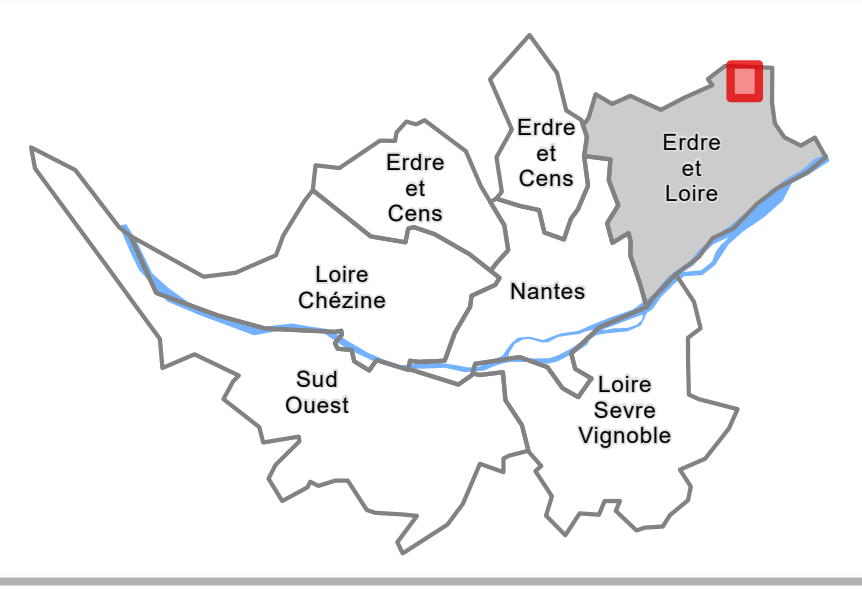 Erdre
et
Cens
Erdre
et
Cens
Erdre
et
Loire
Loire
Chézine
Nantes
Sud
Ouest
Loire
Sevre
Vignoble